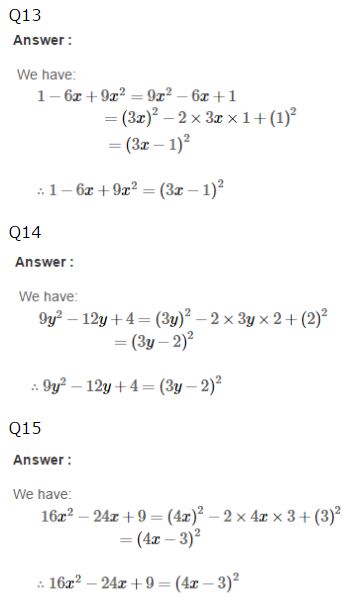 Q13
Answer :
We have:
1 − 6x + 9x² = 9x² − 6x + 1
= (3x)² − 2 × 3x × 1 + (1)²
= (3x − 1)²
∴ 1 − 6x + 9x² = (3x − 1)²
Q14
Answer :
We have:
9y² − 12y + 4 = (3y)² − 2 × 3y × 2 + (2)²
= (3y − 2)²
∴ 9y² − 12y + 4 = (3y − 2)²
Q15
Answer :
We have:
16x² − 24x + 9 = (4x)² − 2 × 4x × 3 + (3)²
= (4x − 3)²
∴ 16x² − 24x + 9 = (4x − 3)²